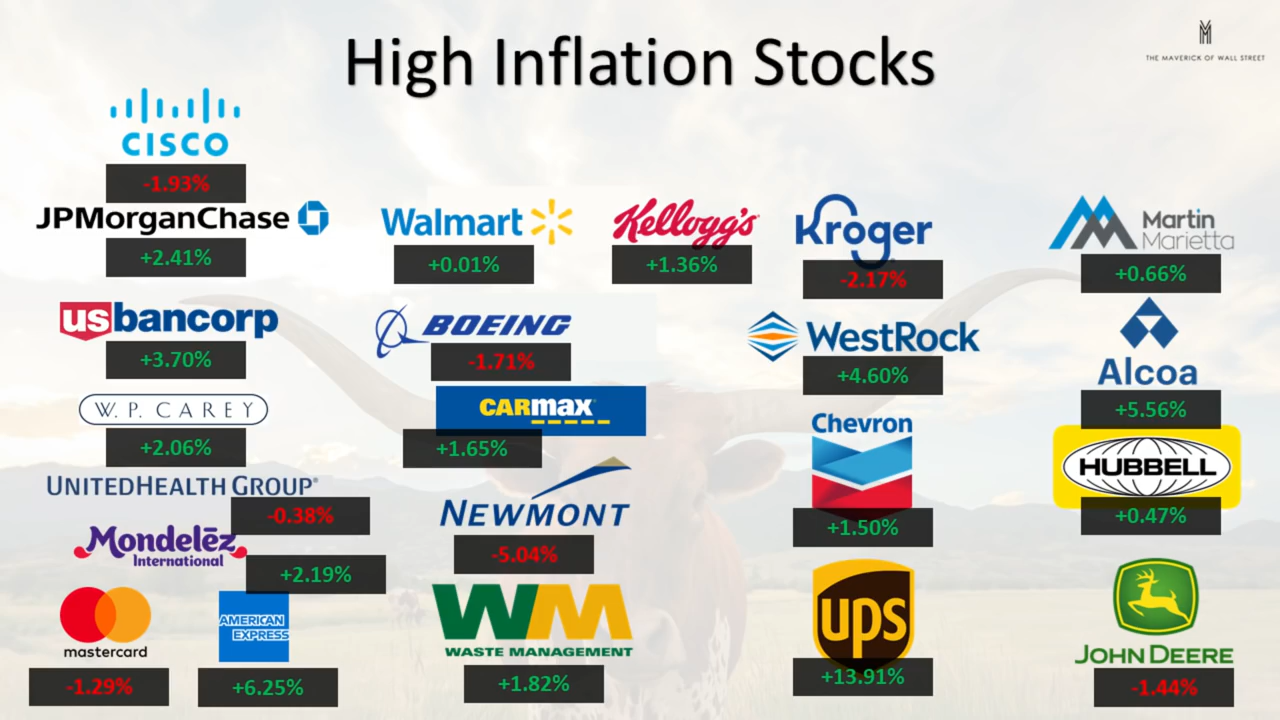 High Inflation Stocks
THE MAVERICK OF WALL STREET
CISCO
-1.93%
JPMorganChase
+2.41%
Walmart
+0.01%
Kellogg's
+1.36%
Kroger
-2.17%
Martin
Marietta
+0.66%
usbancorp
+3.70%
BOEING
-1.71%
WestRock
+4.60%
Alcoa
+5.56%
W. P. CAREY
+2.06%
CARMAX
+1.65%
Chevron
+1.50%
HUBBELL
+0.47%
UNITEDHEALTH GROUP®
-0.38%
Mondelēz
International
+2.19%
NEWMONT
-5.04%
mastercard
-1.29%
AMERICAN
EXPRESS
+6.25%
WM
WASTE MANAGEMENT
+1.82%
ups
+13.91%
JOHN DEERE
-1.44%